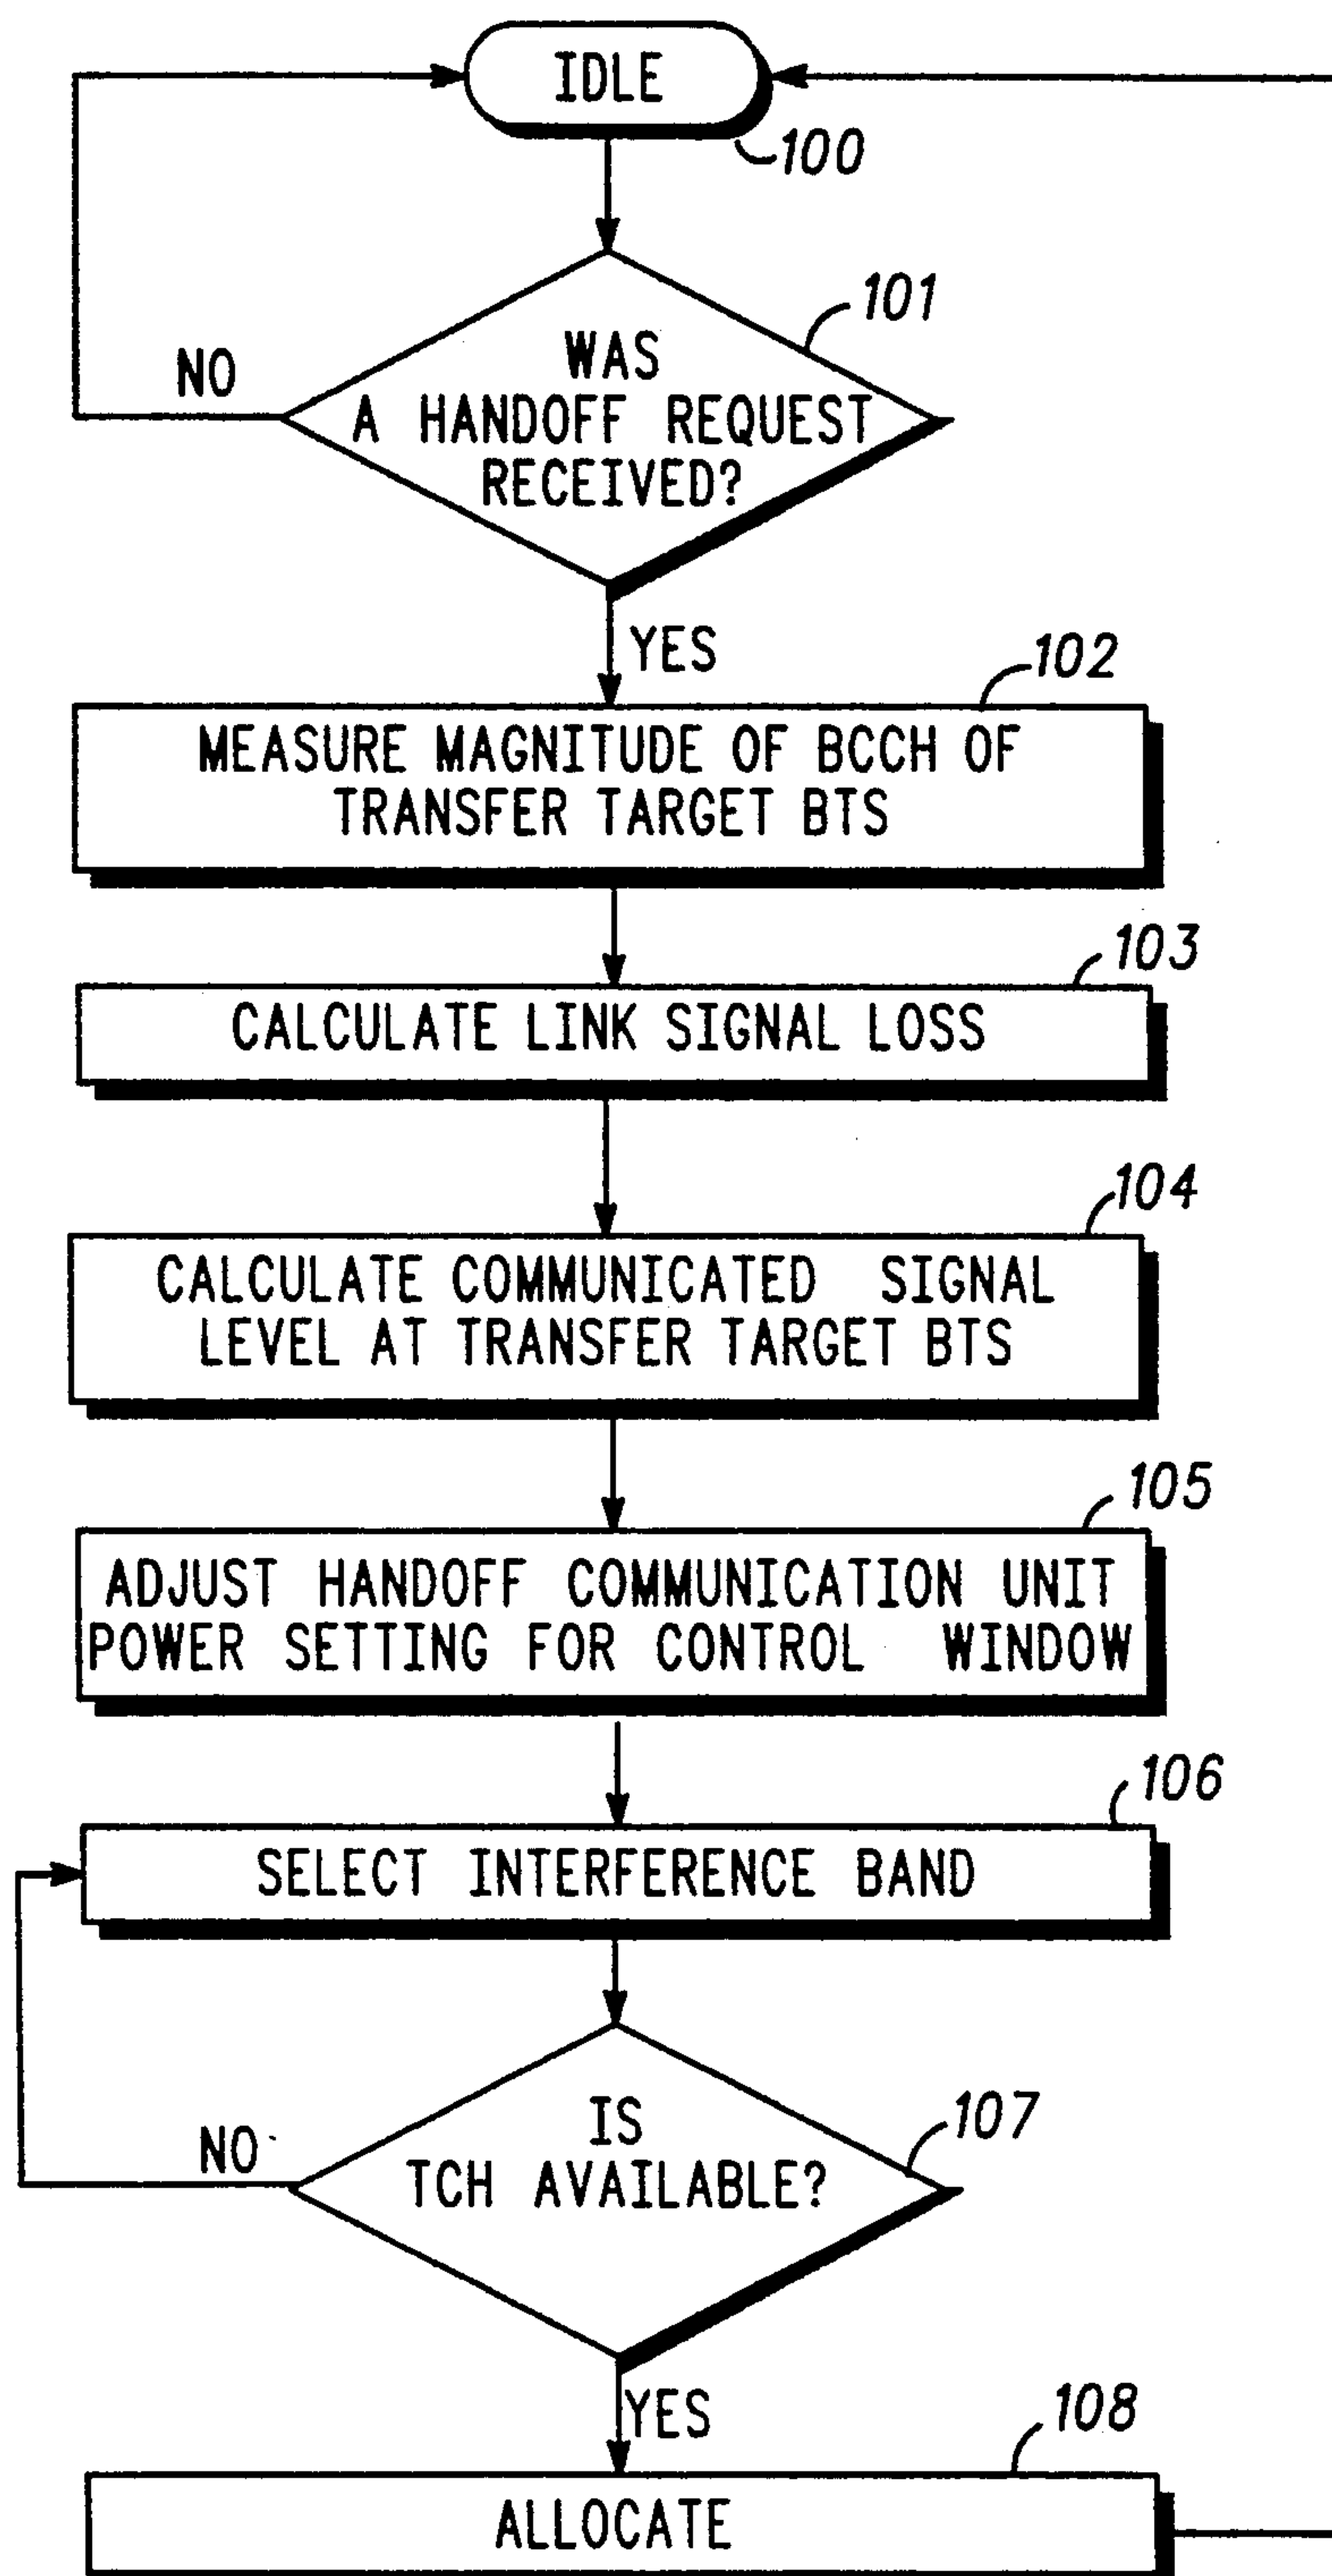 IDLE
100
101
WAS
A HANDOFF REQUEST
RECEIVED?
NO
YES
102
MEASURE MAGNITUDE OF BCCH OF
TRANSFER TARGET BTS
103
CALCULATE LINK SIGNAL LOSS
104
CALCULATE COMMUNICATED SIGNAL
LEVEL AT TRANSFER TARGET BTS
105
ADJUST HANDOFF COMMUNICATION UNIT
POWER SETTING FOR CONTROL WINDOW
106
SELECT INTERFERENCE BAND
107
IS
TCH AVAILABLE?
NO
YES
108
ALLOCATE